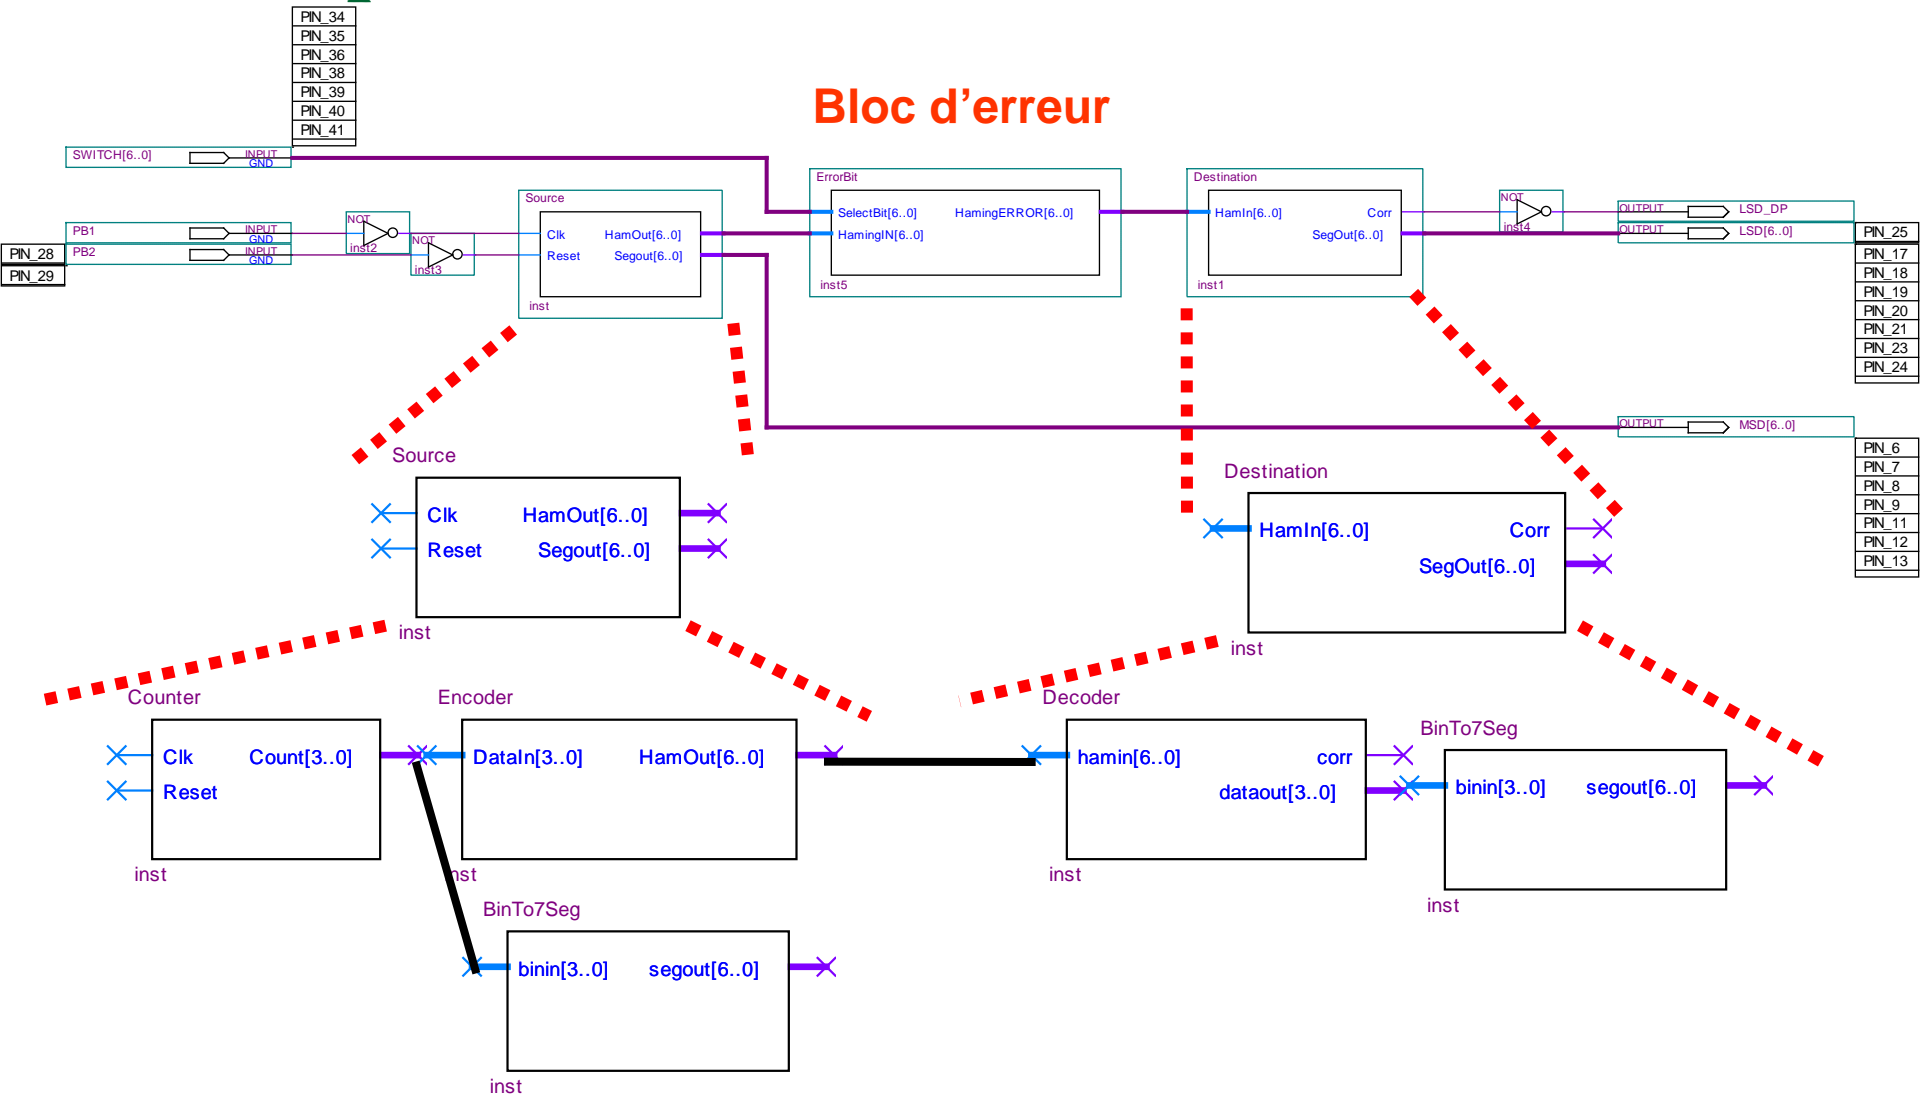 PIN_34
PIN_35
PIN_36
PIN_38
PIN_39
PIN_40
PIN_41
Bloc d'erreur
SWITCH[6..0]
INPUT
GND
PB1
INPUT
GND
PB2
INPUT
GND
PIN_28
PIN_29
NOT
inst2
NOT
inst3
Source
Clk
HamOut[6..0]
Reset
Segout[6..0]
inst
ErrorBit
SelectBit[6..0]
HamingERROR[6..0]
HamingIN[6..0]
inst5
Destination
HamIn[6..0]
Corr
SegOut[6..0]
inst1
NOT
inst4
OUTPUT
LSD_DP
OUTPUT
LSD[6..0]
PIN_25
PIN_17
PIN_18
PIN_19
PIN_20
PIN_21
PIN_23
PIN_24
OUTPUT
MSD[6..0]
PIN_6
PIN_7
PIN_8
PIN_9
PIN_11
PIN_12
PIN_13
Source
Clk
HamOut[6..0]
Reset
Segout[6..0]
inst
Destination
HamIn[6..0]
Corr
SegOut[6..0]
inst
Counter
Clk
Count[3..0]
Reset
inst
Encoder
DataIn[3..0]
HamOut[6..0]
inst
BinTo7Seg
binin[3..0]
segout[6..0]
inst
Decoder
hamin[6..0]
corr
dataout[3..0]
inst
BinTo7Seg
binin[3..0]
segout[6..0]
inst